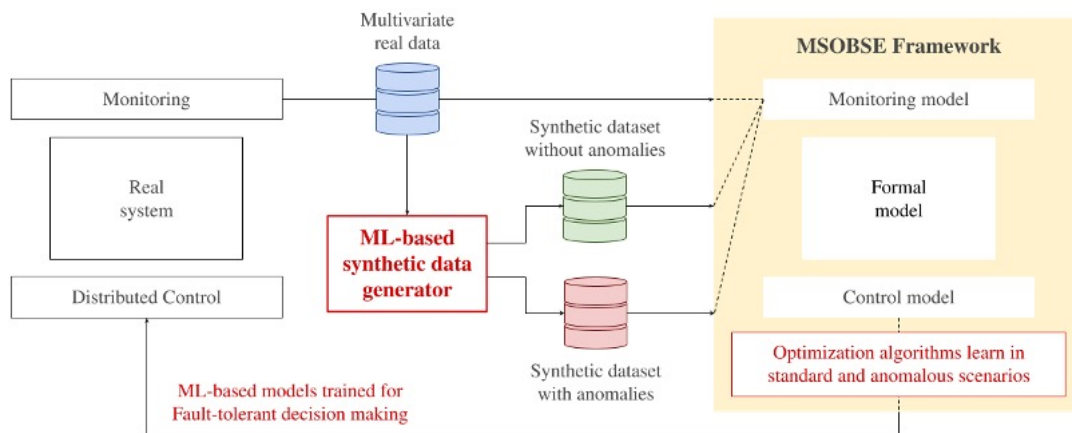 Multivariate
real data
MSOBSE Framework
Monitoring
Monitoring model
Synthetic dataset
without anomalies
Real
system
Formal
model
ML-based
synthetic data
generator
Distributed Control
Control model
Optimization algorithms learn in
standard and anomalous scenarios
Synthetic dataset
with anomalies
ML-based models trained for
Fault-tolerant decision making